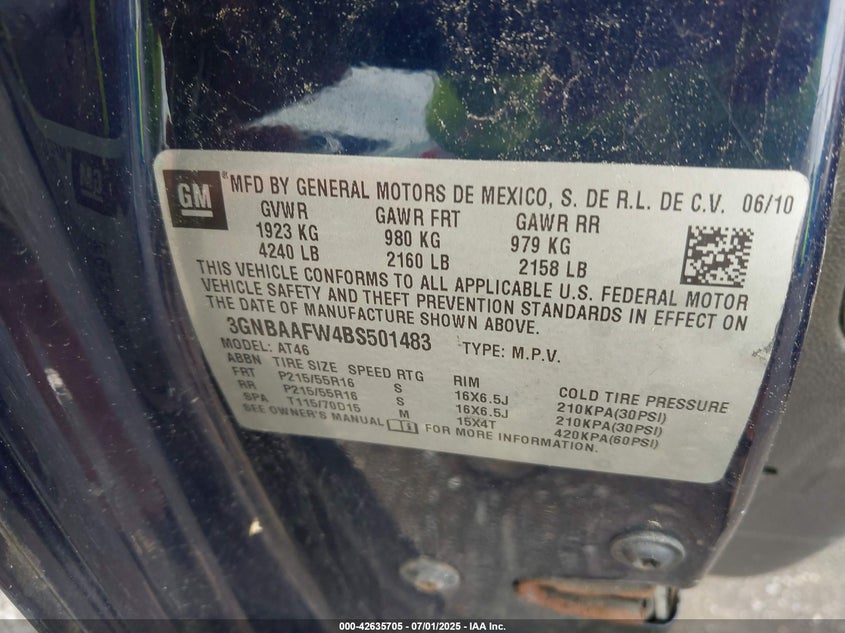 GM ® MFD BY GENERAL MOTORS DE MEXICO, S. DE R.L. DE C.V. 06/10
GVWR GAWR FRT GAWR RR
1923 KG 980 KG 979 KG
4240 LB 2160 LB 2158 LB
THIS VEHICLE CONFORMS TO ALL APPLICABLE U.S. FEDERAL MOTOR
VEHICLE SAFETY AND THEFT PREVENTION STANDARDS IN EFFECT ON
THE DATE OF MANUFACTURE SHOWN ABOVE.
3GNBAAFW4BS501483 TYPE: M.P.V.
MODEL: AT46
ABBN TIRE SIZE SPEED RTG RIM COLD TIRE PRESSURE
FRT P215/55R16 S 16X6.5J 210KPA(30PSI)
RR P215/55R16 S 16X6.5J 210KPA(30PSI)
SPA T115/70D15 M 15X4T 420KPA(60PSI)
SEE OWNER'S MANUAL FOR MORE INFORMATION.
000-42635705 / 07/01/2025 - IAA Inc.